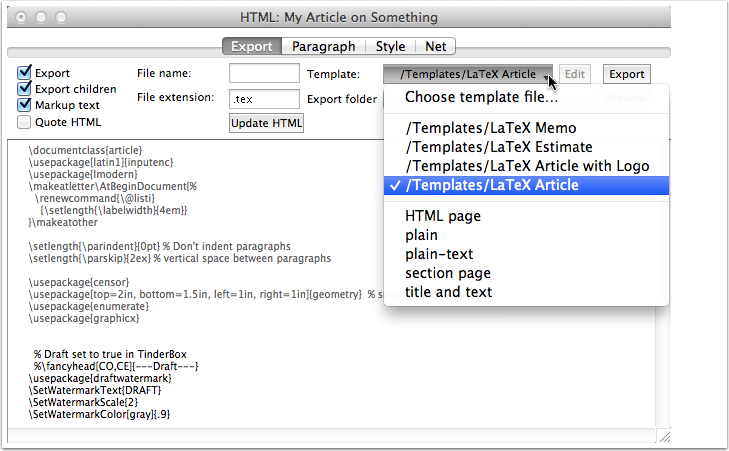 HTML: My Article on Something
Export Paragraph Style Net
Export File name: Template: /Templates/LaTeX Article Edit Export
Export children
Markup text File extension: .tex Export folder
Quote HTML Update HTML
Choose template file...
/Templates/LaTeX Memo
/Templates/LaTeX Estimate
/Templates/LaTeX Article with Logo
✓ /Templates/LaTeX Article
HTML page
plain
plain-text
section page
title and text
\documentclass{article}
\usepackage[latin1]{inputenc}
\usepackage{lmodern}
\makeatletter\AtBeginDocument{%
\renewcommand{\@listi}
{\setlength{\labelwidth}{4em}}
}\makeatother
\setlength{\parindent}{0pt} % Don't indent paragraphs
\setlength{\parskip}{2ex} % vertical space between paragraphs
\usepackage{censor}
\usepackage[top=2in, bottom=1.5in, left=1in, right=1in]{geometry} % s
\usepackage{enumerate}
\usepackage{graphicx}
% Draft set to true in TinderBox
%\fancyhead[CO,CE]{---Draft---}
\usepackage{draftwatermark}
\SetWatermarkText{DRAFT}
\SetWatermarkScale{2}
\SetWatermarkColor[gray]{.9}